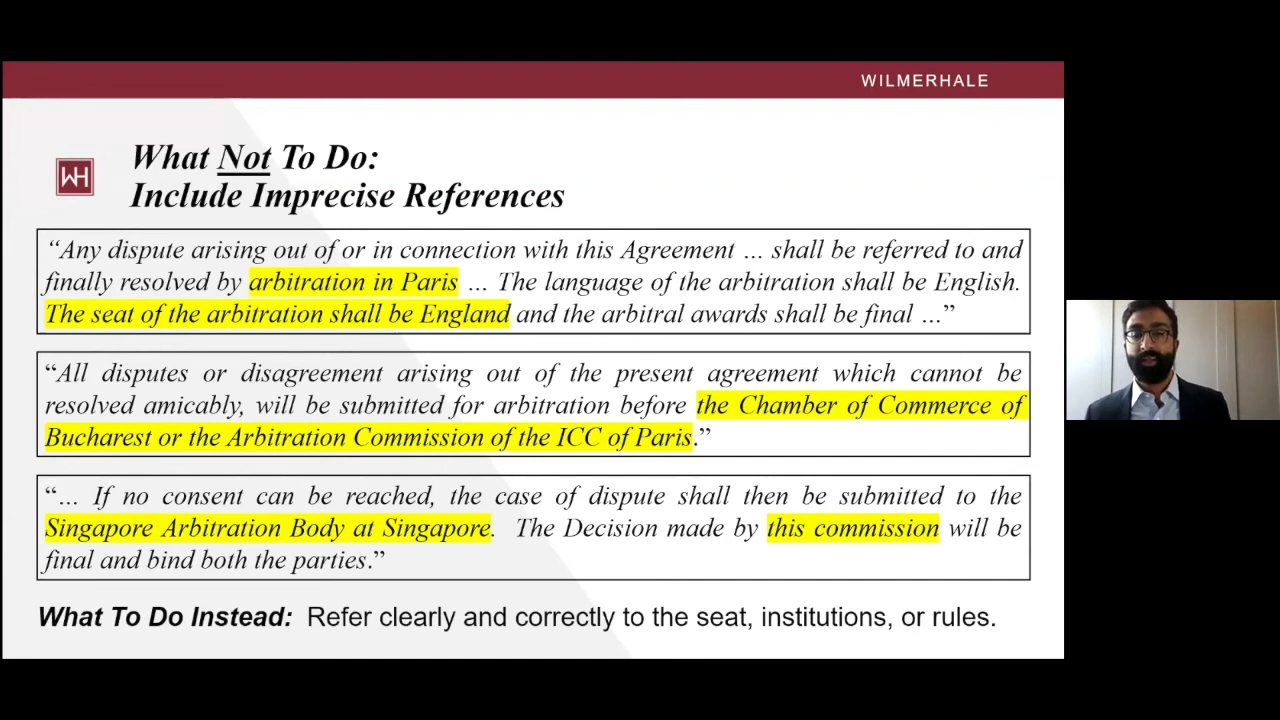 WILMERHALE
WH
What Not To Do:
Include Imprecise References
“Any dispute arising out of or in connection with this Agreement … shall be referred to and
finally resolved by arbitration in Paris … The language of the arbitration shall be English.
The seat of the arbitration shall be England and the arbitral awards shall be final …”
“All disputes or disagreement arising out of the present agreement which cannot be
resolved amicably, will be submitted for arbitration before the Chamber of Commerce of
Bucharest or the Arbitration Commission of the ICC of Paris.”
“… If no consent can be reached, the case of dispute shall then be submitted to the
Singapore Arbitration Body at Singapore. The Decision made by this commission will be
final and bind both the parties.”
What To Do Instead: Refer clearly and correctly to the seat, institutions, or rules.